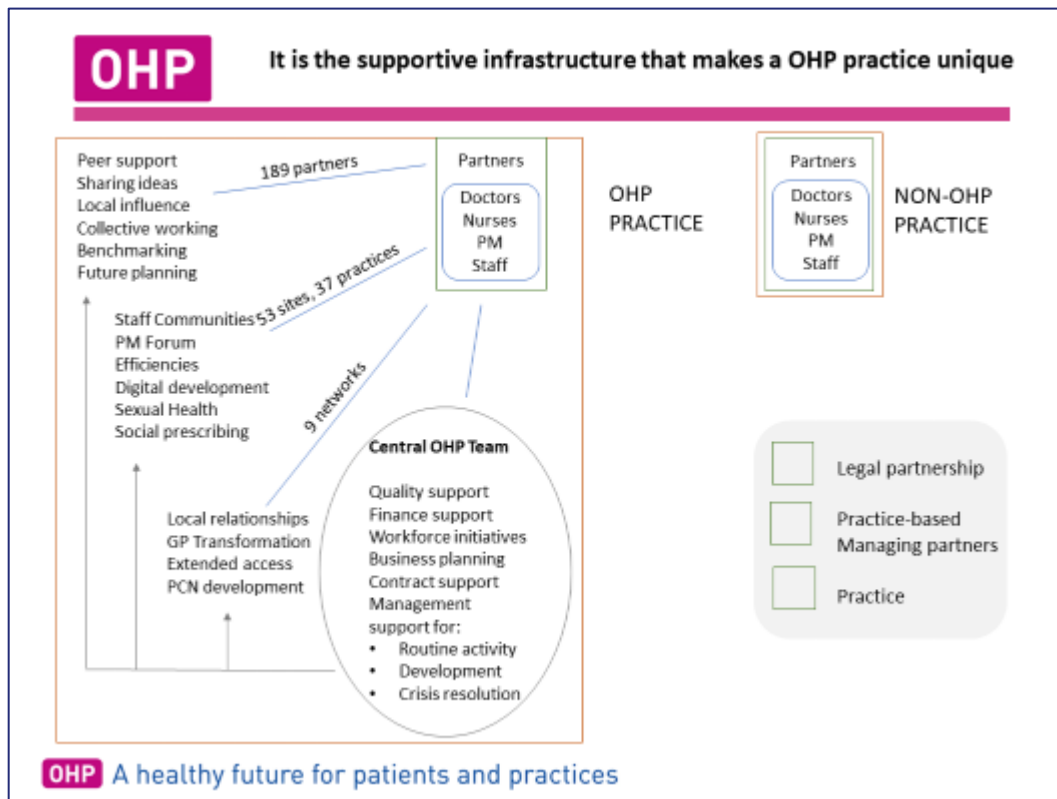 OHP
It is the supportive infrastructure that makes a OHP practice unique
Peer support
Sharing ideas
Local influence
Collective working
Benchmarking
Future planning
189 partners
Partners
Doctors
Nurses
PM
Staff
OHP
PRACTICE
Partners
Doctors
Nurses
PM
Staff
NON-OHP
PRACTICE
Staff Communities
PM Forum
Efficiencies
Digital development
Sexual Health
Social prescribing
53 sites, 37 practices
9 networks
Local relationships
GP Transformation
Extended access
PCN development
Central OHP Team
Quality support
Finance support
Workforce initiatives
Business planning
Contract support
Management
support for:
• Routine activity
• Development
• Crisis resolution
Legal partnership
Practice-based
Managing partners
Practice
OHP A healthy future for patients and practices